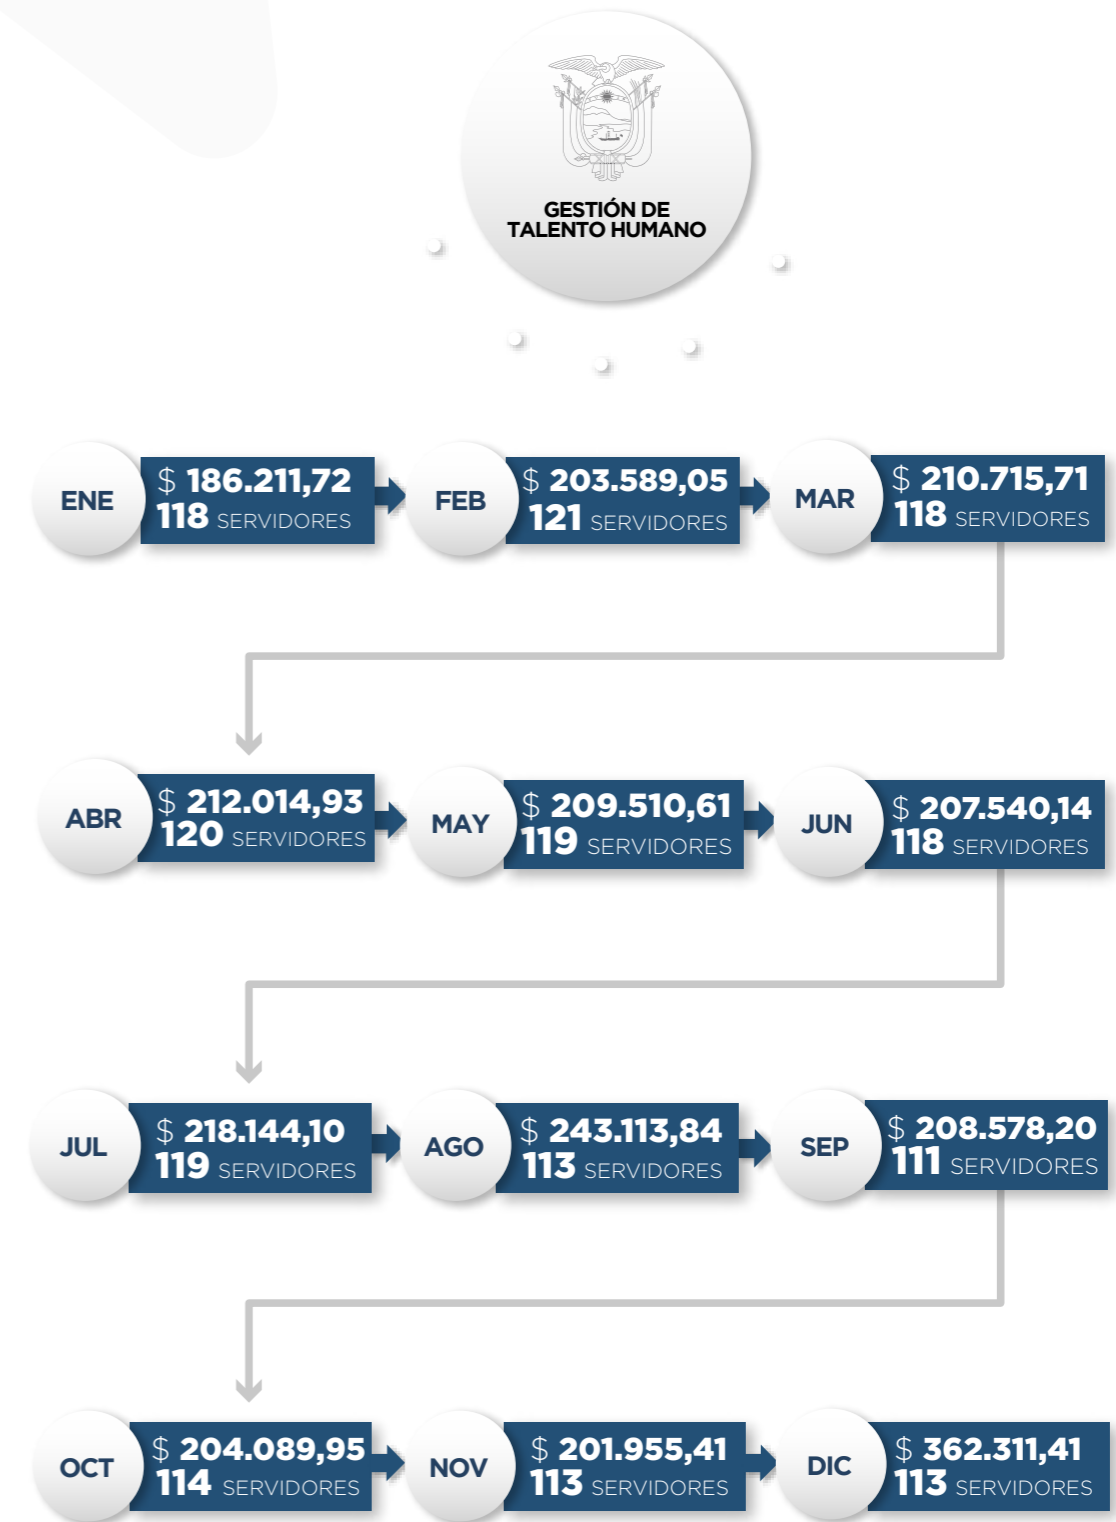 GESTIÓN DE
TALENTO HUMANO
ENE
$ 186.211,72
118 SERVIDORES
FEB
$ 203.589,05
121 SERVIDORES
MAR
$ 210.715,71
118 SERVIDORES
ABR
$ 212.014,93
120 SERVIDORES
MAY
$ 209.510,61
119 SERVIDORES
JUN
$ 207.540,14
118 SERVIDORES
JUL
$ 218.144,10
119 SERVIDORES
AGO
$ 243.113,84
113 SERVIDORES
SEP
$ 208.578,20
111 SERVIDORES
OCT
$ 204.089,95
114 SERVIDORES
NOV
$ 201.955,41
113 SERVIDORES
DIC
$ 362.311,41
113 SERVIDORES